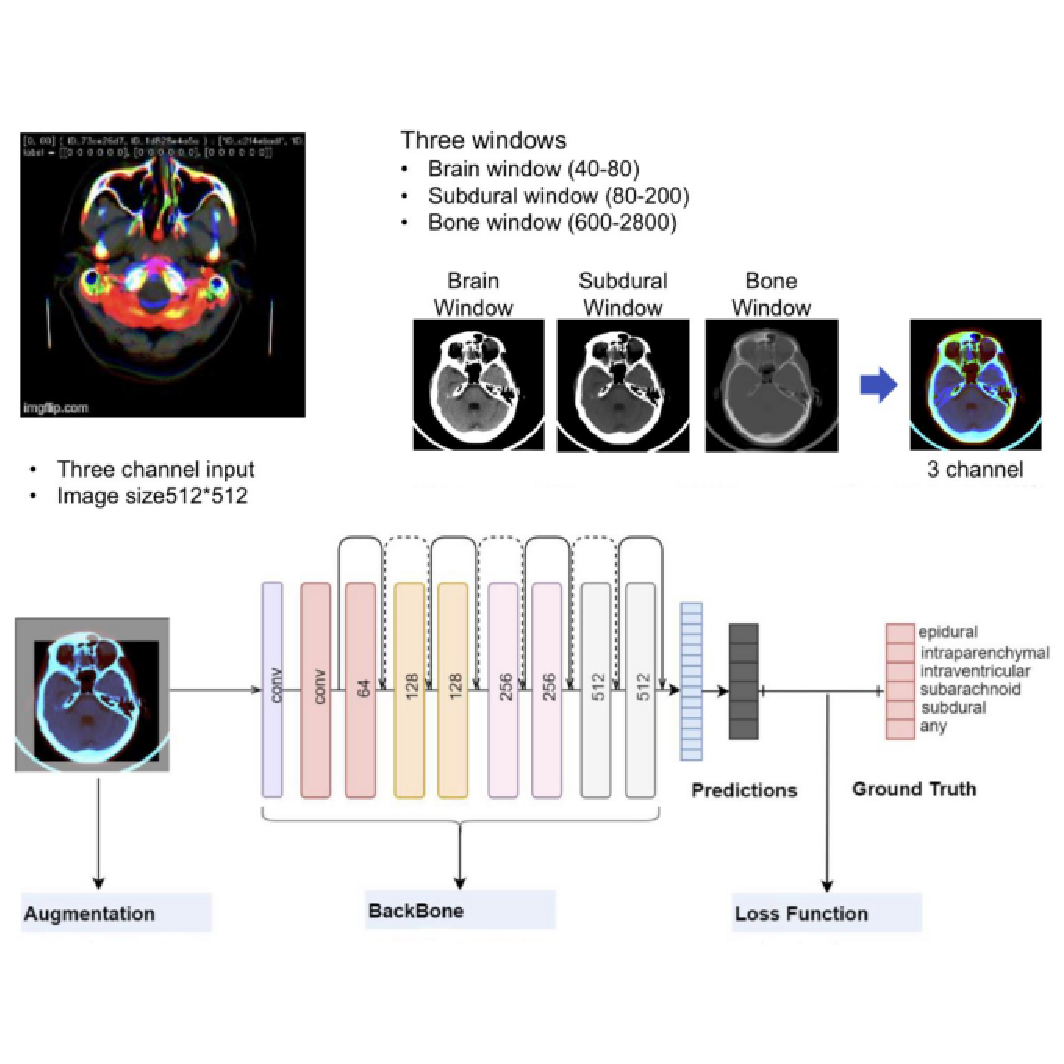 Three windows
• Brain window (40-80)
• Subdural window (80-200)
• Bone window (600-2800)
Brain
Window
Subdural
Window
Bone
Window
imgflip.com
• Three channel input
• Image size512*512
3 channel
conv
conv
64
128
128
256
256
512
512
epidural
intraparenchymal
intraventricular
subarachnoid
subdural
any
Predictions
Ground Truth
Augmentation
BackBone
Loss Function